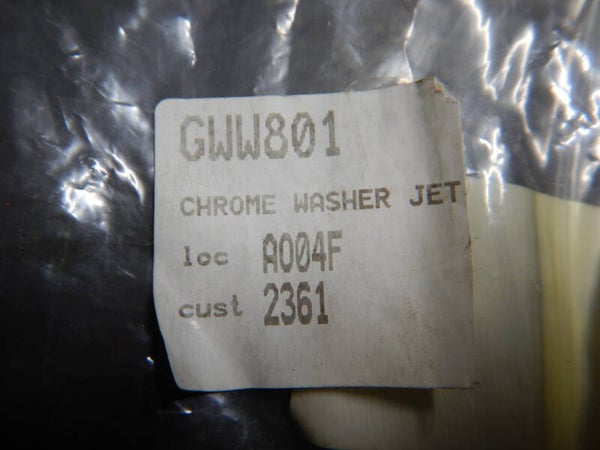 GWW801
CHROME WASHER JET
loc A004F
cust 2361